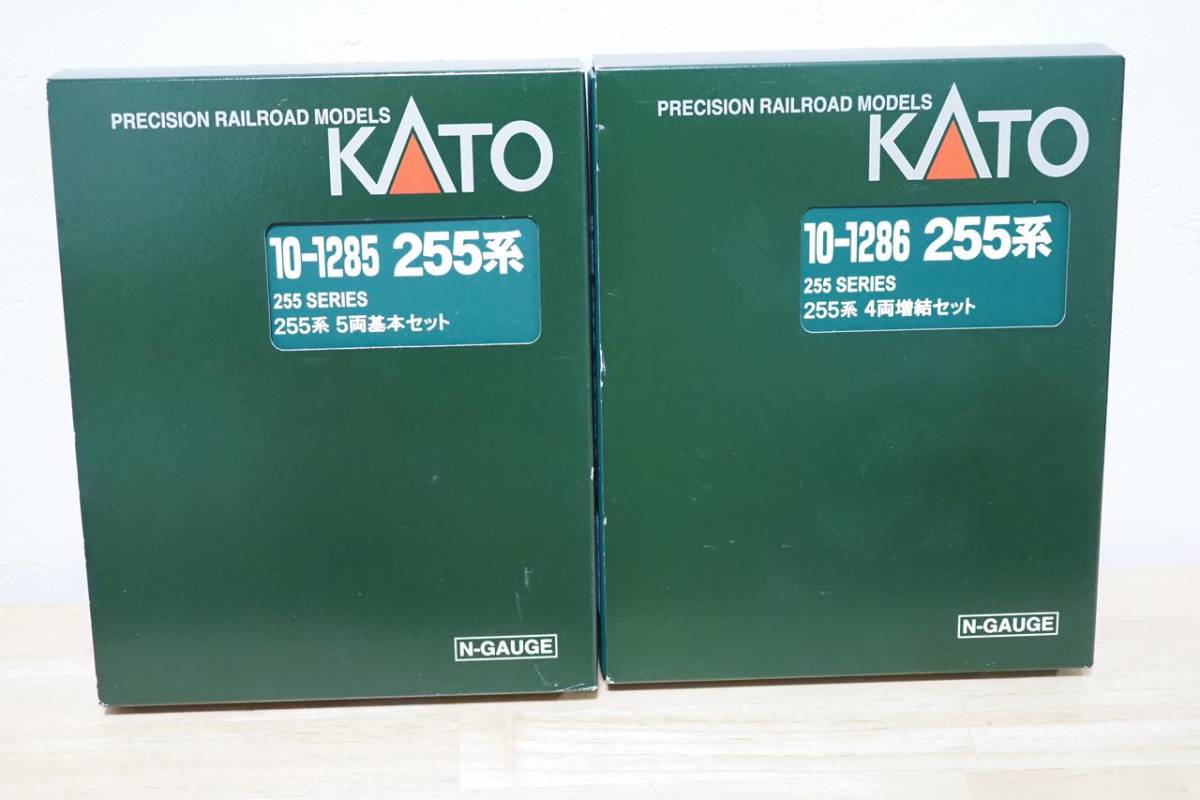 PRECISION RAILROAD MODELS
KATO
10-1285 255系
255 SERIES
255系 5両基本セット
N-GAUGE
PRECISION RAILROAD MODELS
KATO
10-1286 255系
255 SERIES
255系 4両増結セット
N-GAUGE